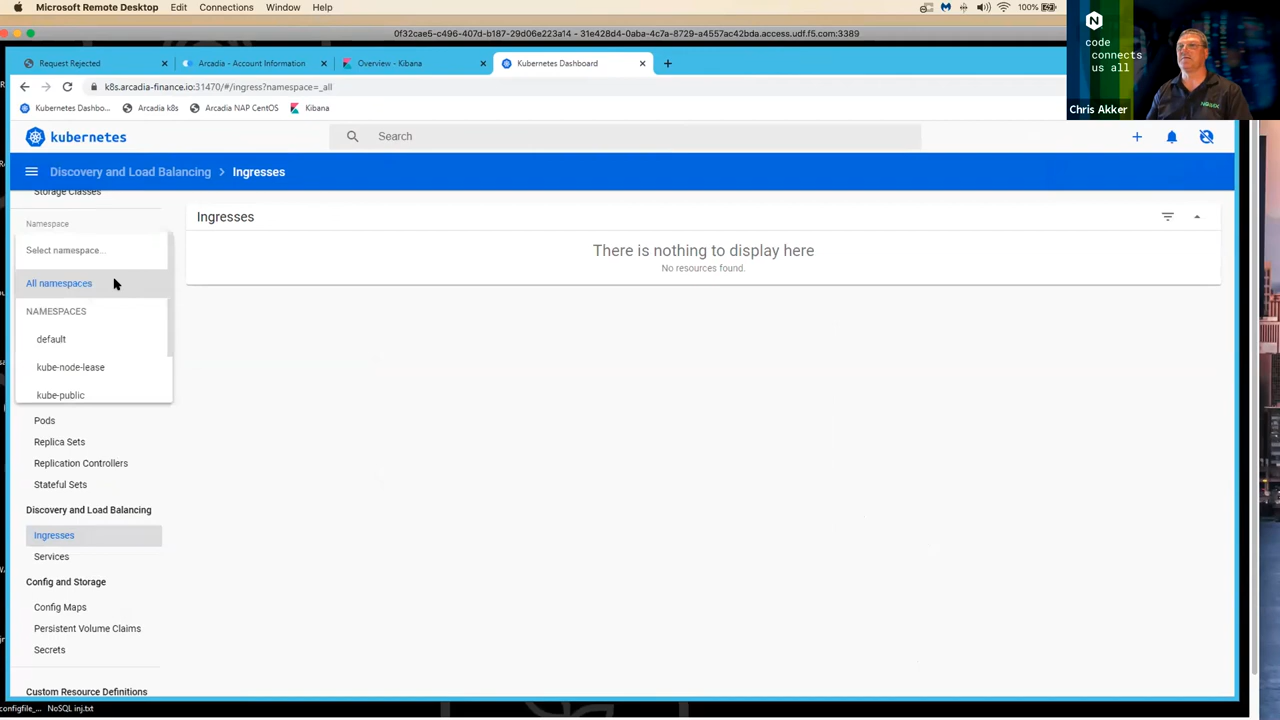 Microsoft Remote Desktop Edit Connections Window Help
100%
0f32cae5-c496-407d-b187-29d06e223a14 - 31e428d4-0aba-4c7a-8729-a4557ac42bda.access.udf.f5.com:3389
Request Rejected
Arcadia - Account Information
Overview - Kibana
Kubernetes Dashboard
k8s.arcadia-finance.io:31470/#/ingress?namespace=_all
Kubernetes Dashbo...
Arcadia k8s
Arcadia NAP CentOS
Kibana
code
connects
us all
Chris Akker
NGINX
kubernetes
Search
Discovery and Load Balancing > Ingresses
Storage Classes
Namespace
Select namespace...
All namespaces
NAMESPACES
default
kube-node-lease
kube-public
Pods
Replica Sets
Replication Controllers
Stateful Sets
Discovery and Load Balancing
Ingresses
Services
Config and Storage
Config Maps
Persistent Volume Claims
Secrets
Custom Resource Definitions
Ingresses
There is nothing to display here
No resources found.
configfile_... NoSQL inj.txt